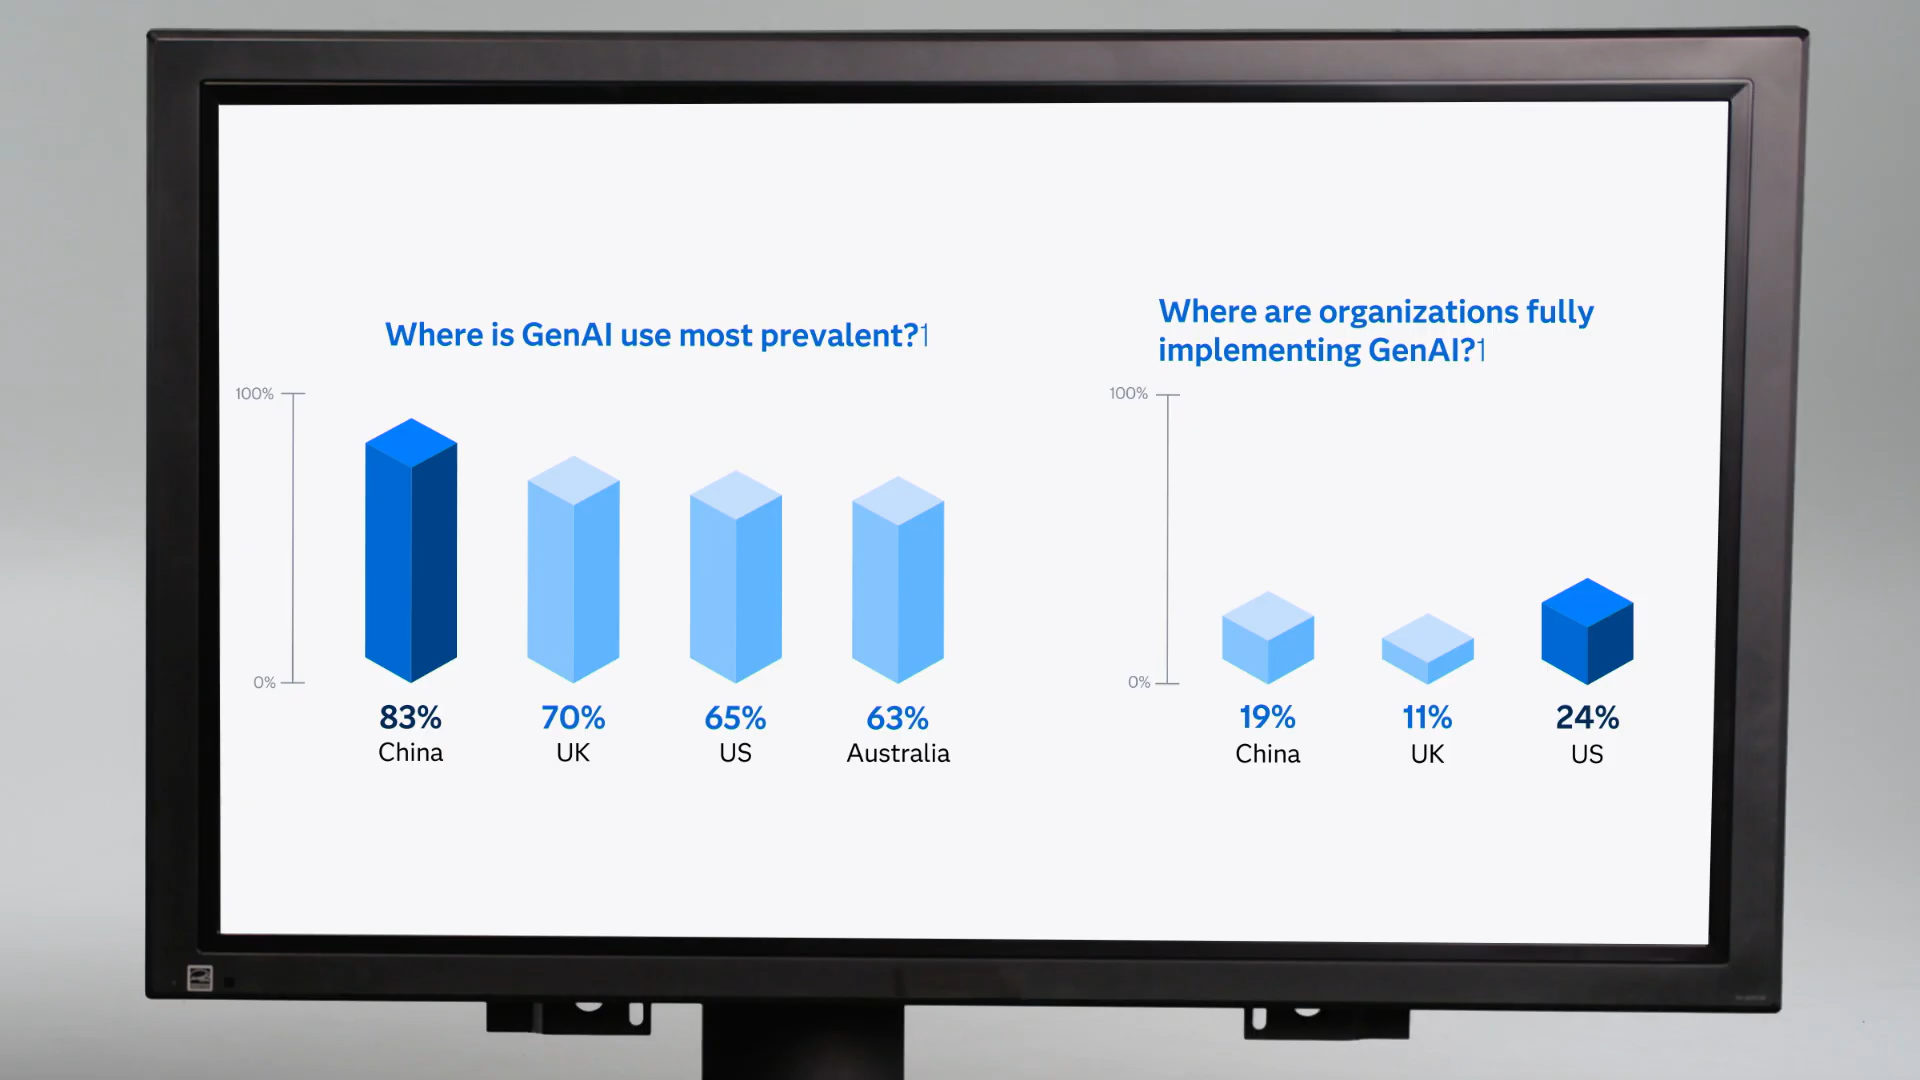 Where is GenAI use most prevalent?1
100%
0%
83%
China
70%
UK
65%
US
63%
Australia
Where are organizations fully
implementing GenAI?1
100%
0%
19%
China
11%
UK
24%
US